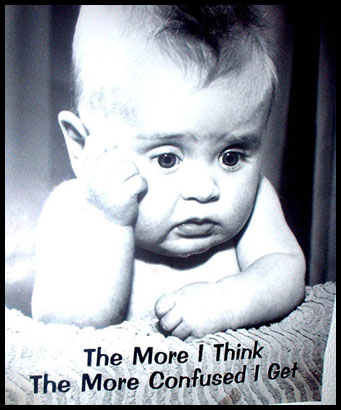 The More I Think
The More Confused I Get